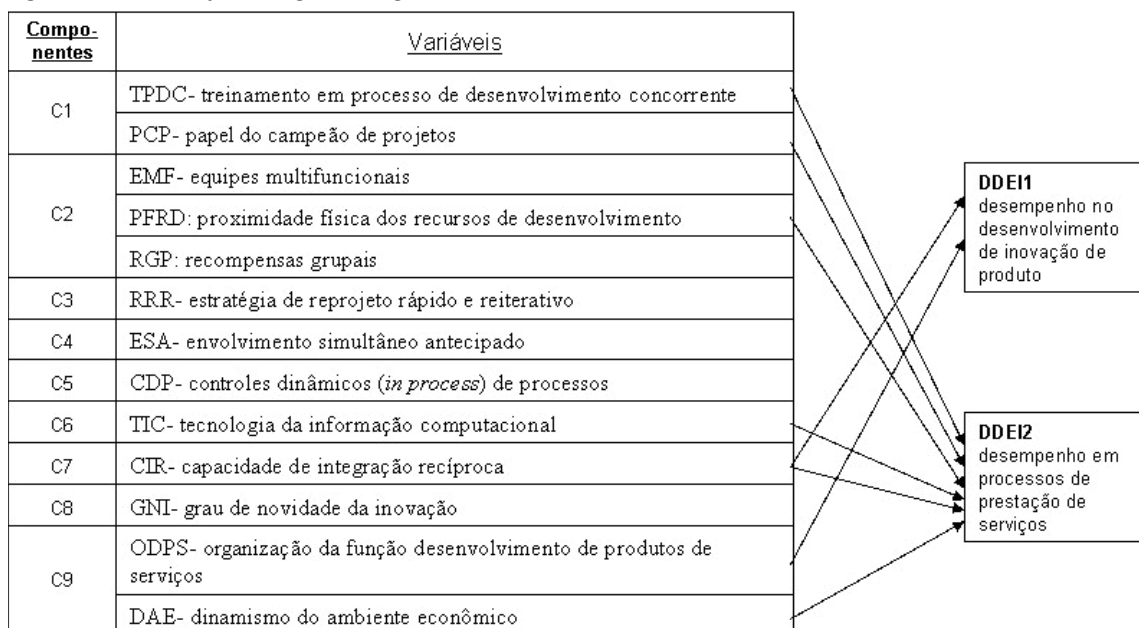 Compo-
nentes
Variáveis
C1
TPDC- treinamento em processo de desenvolvimento concorrente
PCP- papel do campeão de projetos
C2
EMF- equipes multifuncionais
PFRD: proximidade física dos recursos de desenvolvimento
RGP: recompensas grupais
C3
RRR- estratégia de reprojeto rápido e reiterativo
C4
ESA- envolvimento simultâneo antecipado
C5
CDP- controles dinâmicos (in process) de processos
C6
TIC- tecnologia da informação computacional
C7
CIR- capacidade de integração recíproca
C8
GNI- grau de novidade da inovação
C9
ODPS- organização da função desenvolvimento de produtos de
serviços
DAE- dinamismo do ambiente econômico
DDEI1
desempenho no
desenvolvimento
de inovação de
produto
DDEI2
desempenho em
processos de
prestação de
serviços